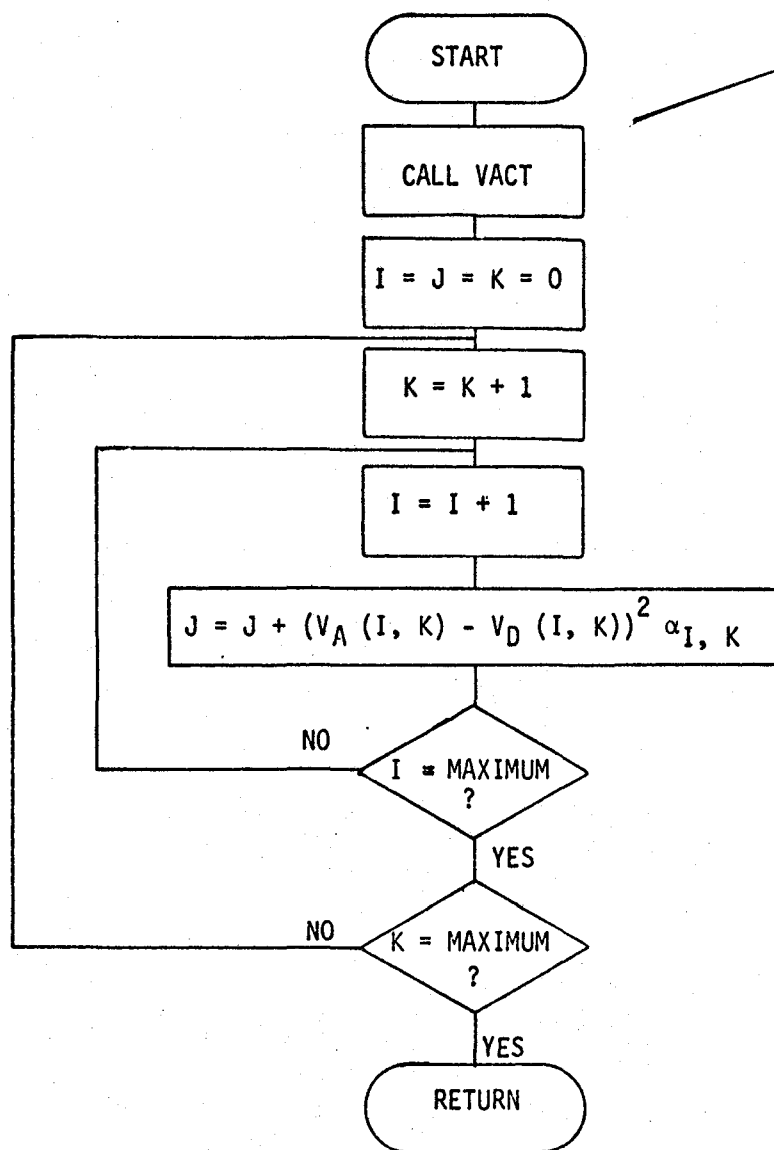 START
CALL VACT
I = J = K = 0
K = K + 1
I = I + 1
J = J + (V_A (I, K) - V_D (I, K))² α_I, K
NO
I = MAXIMUM
?
YES
NO
K = MAXIMUM
?
YES
RETURN